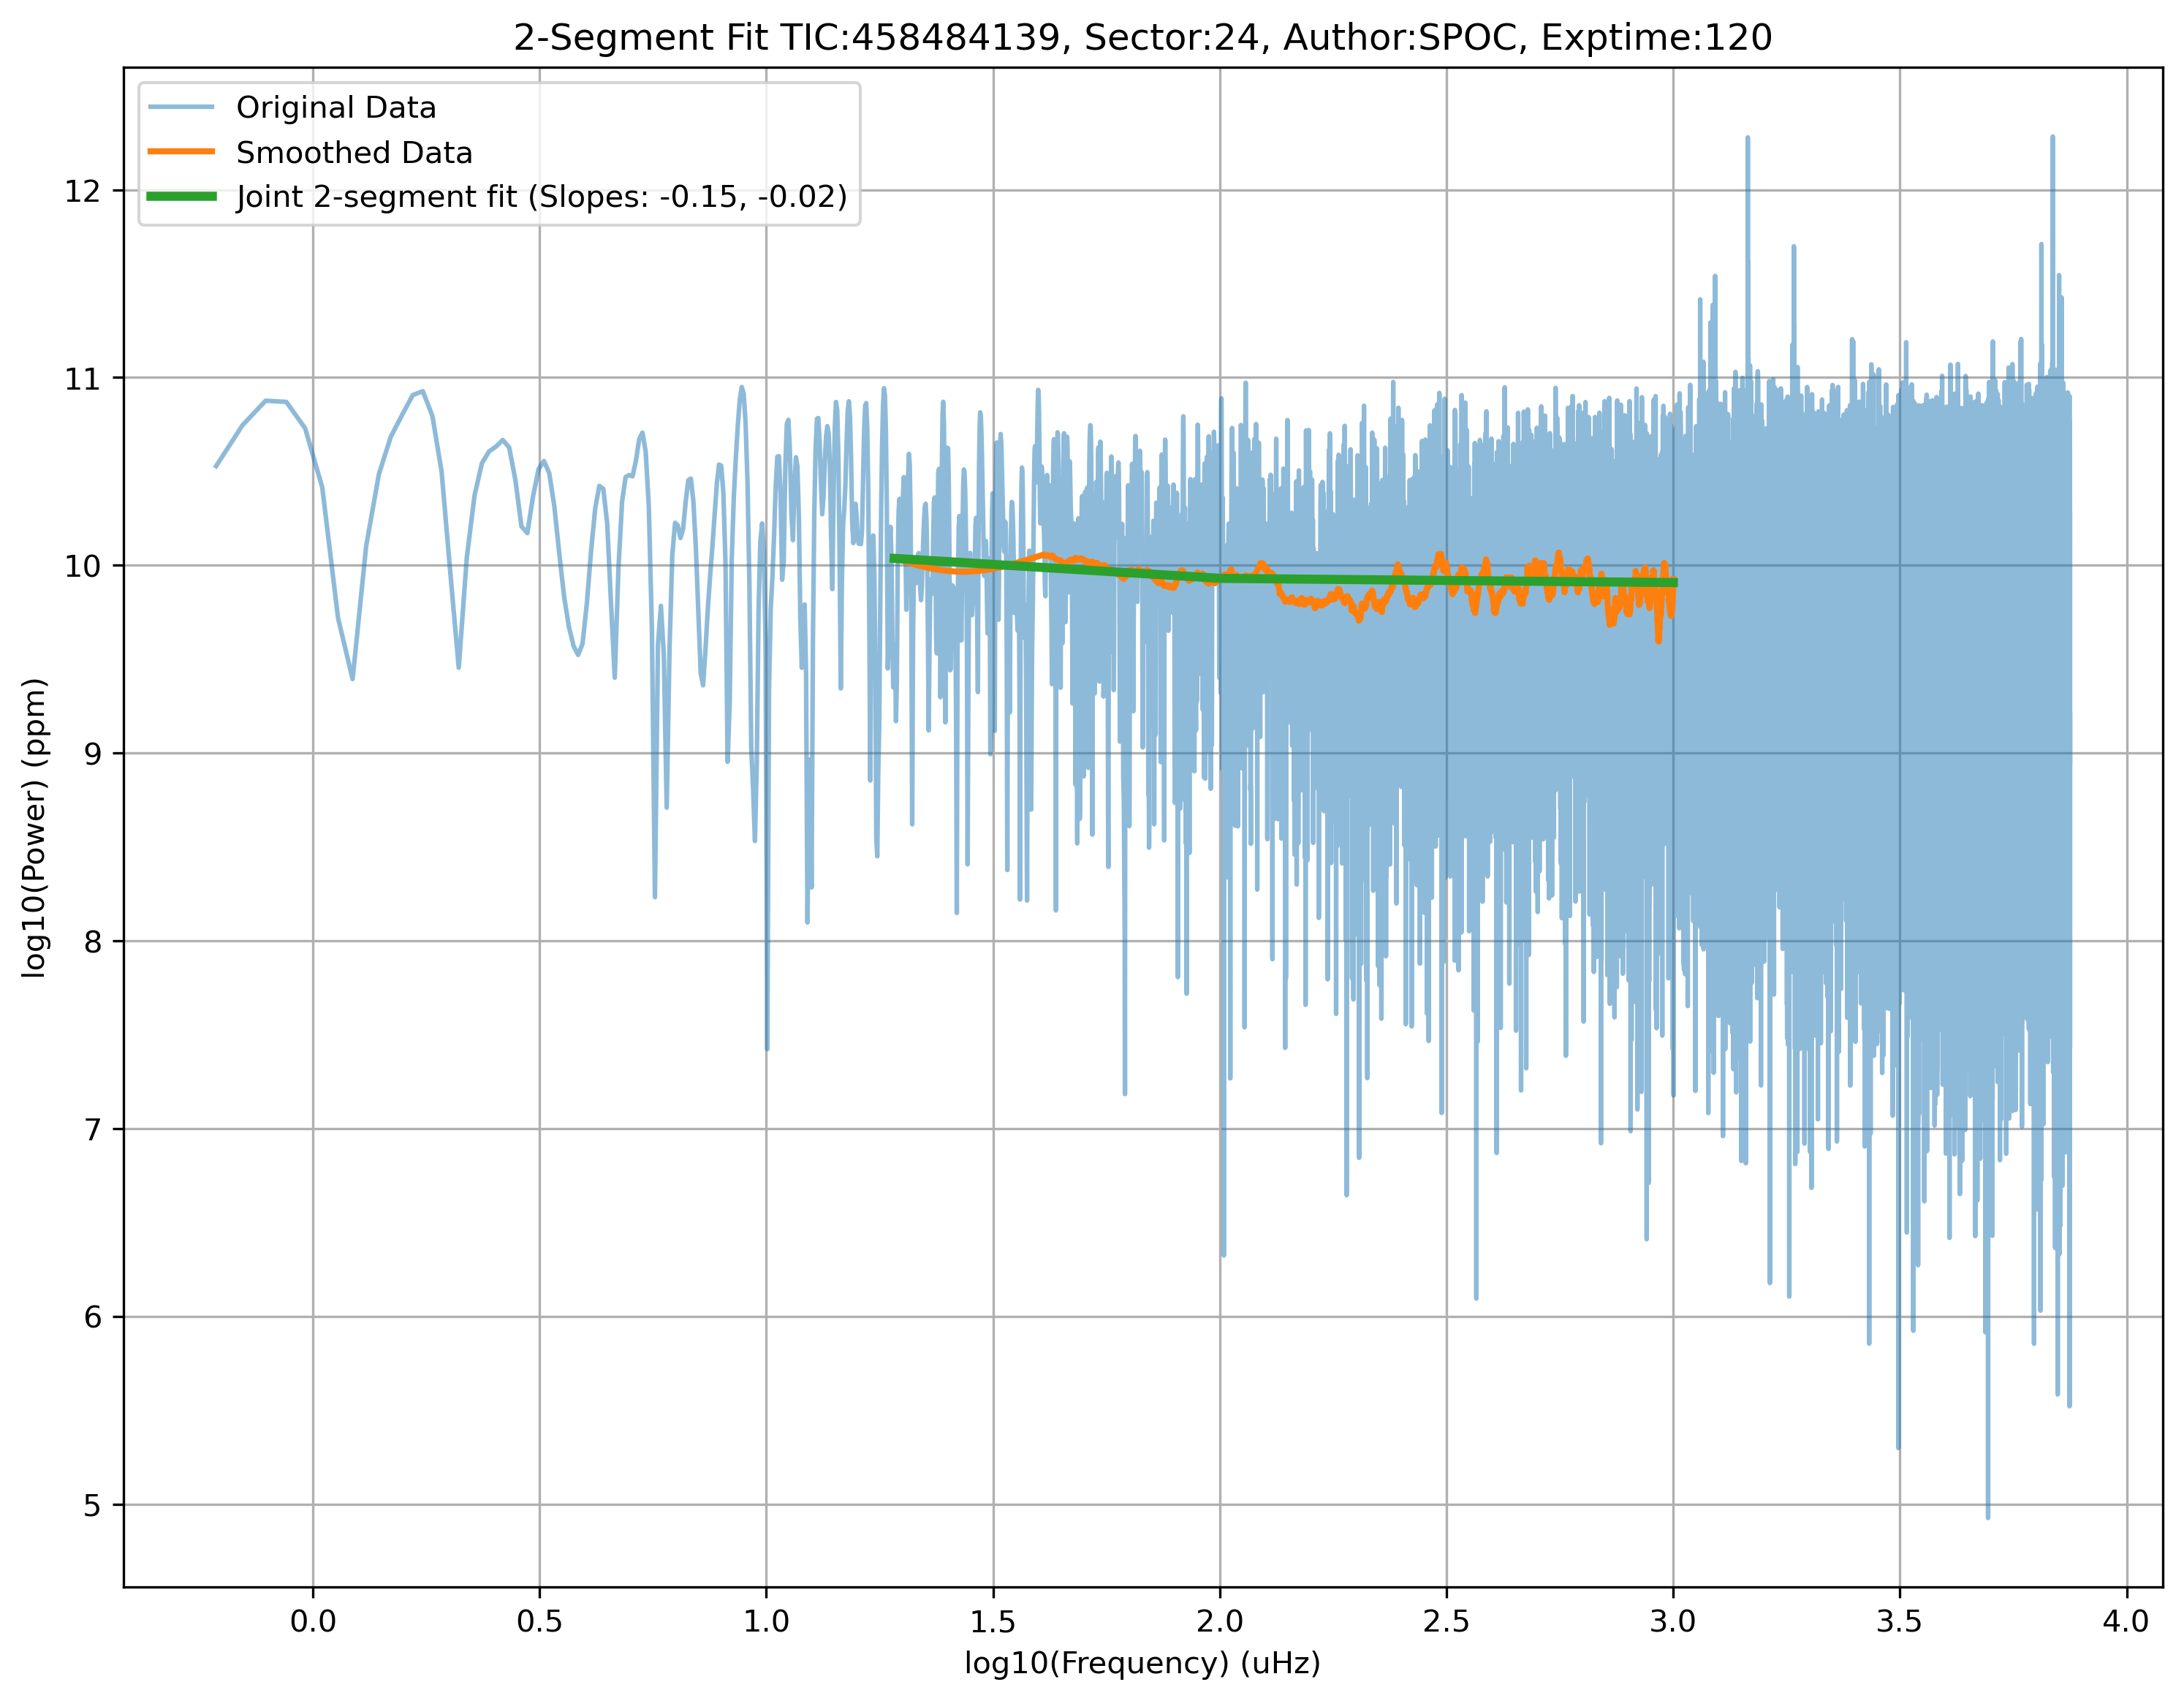 2-Segment Fit TIC:458484139, Sector:24, Author:SPOC, Exptime:120
Original Data
Smoothed Data
Joint 2-segment fit (Slopes: -0.15, -0.02)
log10(Power) (ppm)
12
11
10
9
8
7
6
5
0.0 0.5 1.0 1.5 2.0 2.5 3.0 3.5 4.0
log10(Frequency) (uHz)